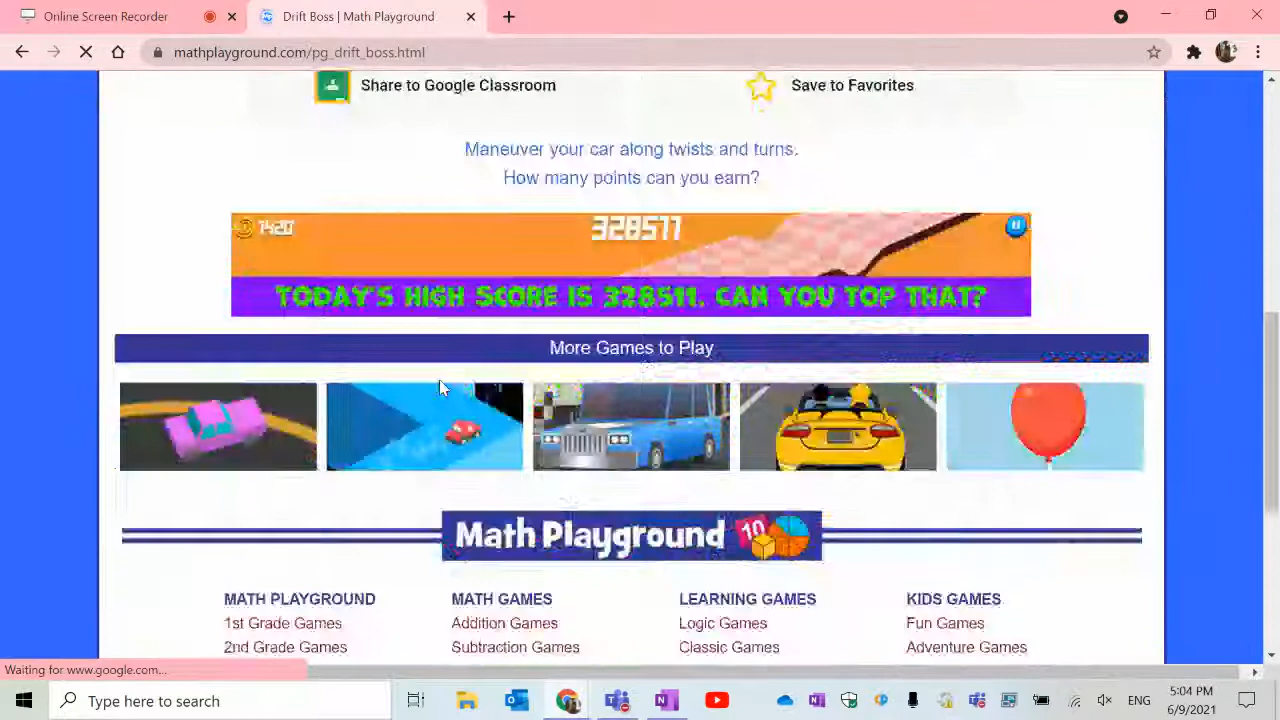 Online Screen Recorder
Drift Boss | Math Playground
mathplayground.com/pg_drift_boss.html
Share to Google Classroom
Save to Favorites
Maneuver your car along twists and turns.
How many points can you earn?
1420
328511
TODAY'S HIGH SCORE IS 328511. CAN YOU TOP THAT?
More Games to Play
Math Playground
10
MATH PLAYGROUND
MATH GAMES
LEARNING GAMES
KIDS GAMES
1st Grade Games
Addition Games
Logic Games
Fun Games
2nd Grade Games
Subtraction Games
Classic Games
Adventure Games
Waiting for www.google.com...
Type here to search
ENG
5:04 PM
6/9/2021